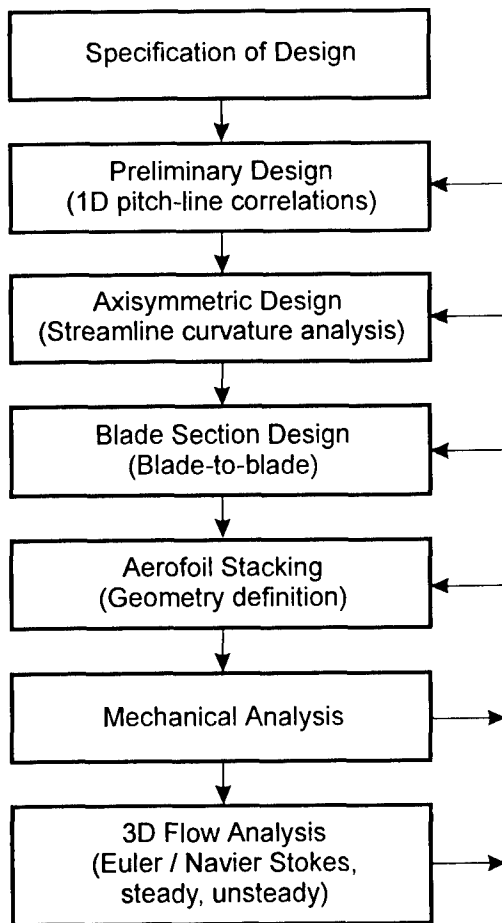 Specification of Design
Preliminary Design
(1D pitch-line correlations)
Axisymmetric Design
(Streamline curvature analysis)
Blade Section Design
(Blade-to-blade)
Aerofoil Stacking
(Geometry definition)
Mechanical Analysis
3D Flow Analysis
(Euler / Navier Stokes,
steady, unsteady)